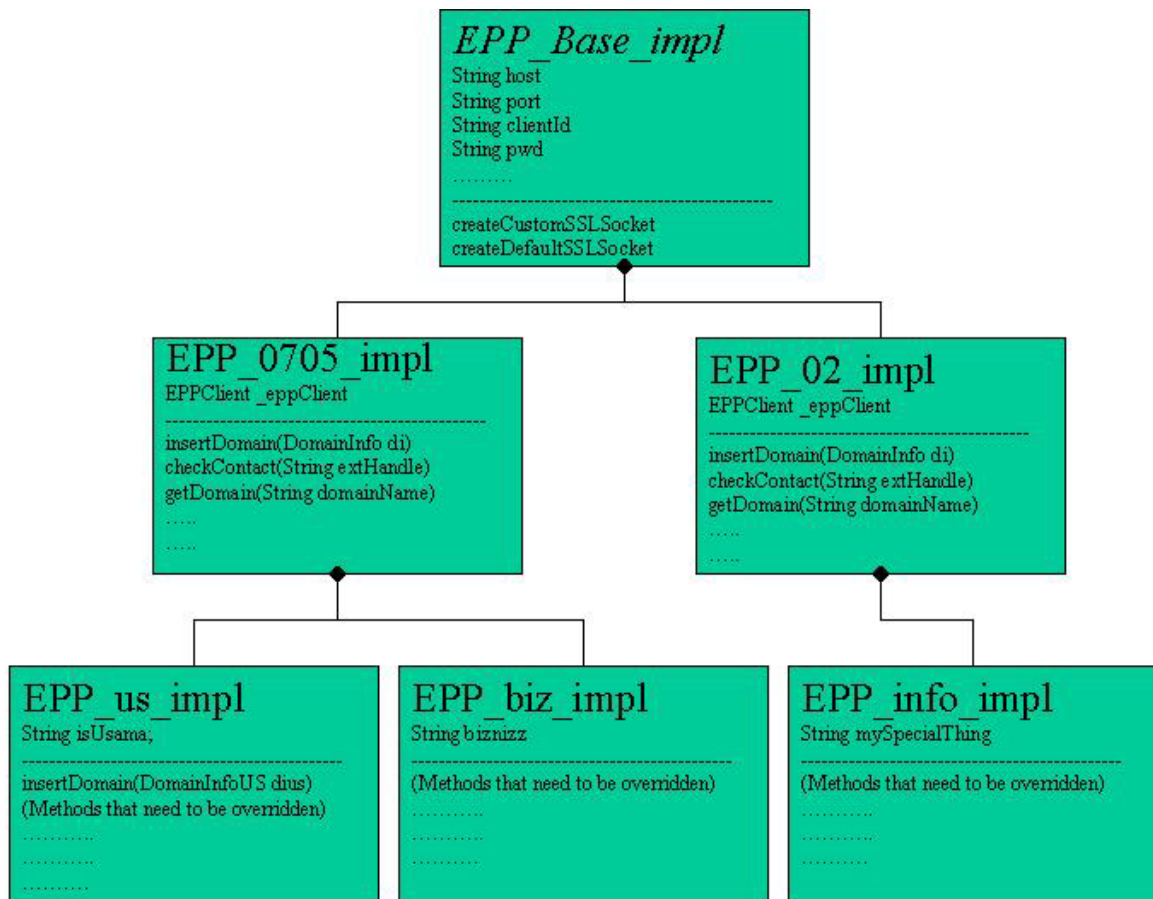 EPP_Base_impl
String host
String port
String clientId
String pwd
.........
-----------------------------------------------
createCustomSSLSocket
createDefaultSSLSocket
EPP_0705_impl
EPPClient _eppClient
-----------------------------------------------
insertDomain(DomainInfo di)
checkContact(String extHandle)
getDomain(String domainName)
.....
.....
EPP_02_impl
EPPClient _eppClient
-----------------------------------------------
insertDomain(DomainInfo di)
checkContact(String extHandle)
getDomain(String domainName)
.....
.....
EPP_us_impl
String isUsama;
-----------------------------------------------
insertDomain(DomainInfoUS dius)
(Methods that need to be overridden)
...........
...........
..........
EPP_biz_impl
String biznizz
-----------------------------------------------
(Methods that need to be overridden)
...........
...........
..........
EPP_info_impl
String mySpecialThing
-----------------------------------------------
(Methods that need to be overridden)
...........
...........
..........